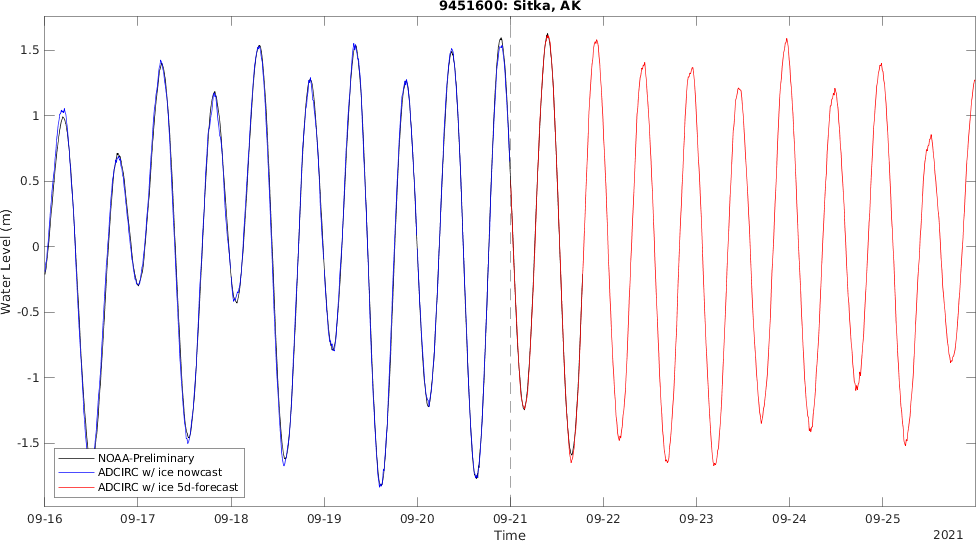 9451600: Sitka, AK
Water Level (m)
1.5
1
0.5
0
-0.5
-1
-1.5
NOAA-Preliminary
ADCIRC w/ ice nowcast
ADCIRC w/ ice 5d-forecast
09-16 09-17 09-18 09-19 09-20 09-21 09-22 09-23 09-24 09-25
Time
2021